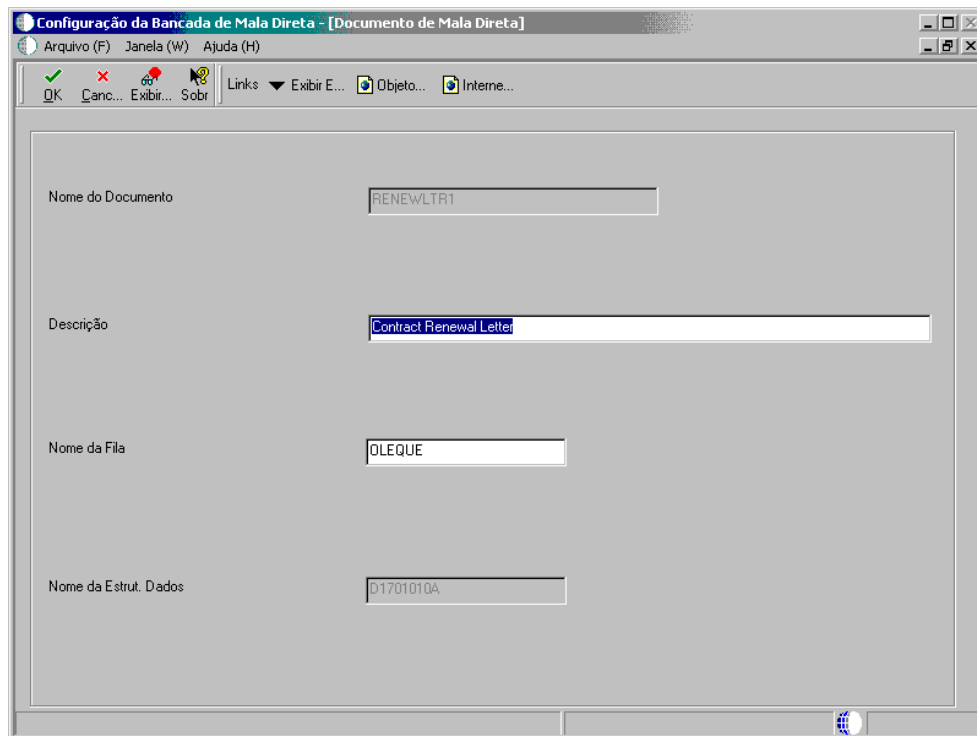 Configuração da Bancada de Mala Direta - [Documento de Mala Direta]
Arquivo (F) Janela (W) Ajuda (H)
OK Canc... Exibir... Sobr Links Exibir E... Objeto... Interne...
Nome do Documento RENEWLTR1
Descrição Contract Renewal Letter
Nome da Fila OLEQUE
Nome da Estrut. Dados D1701010A